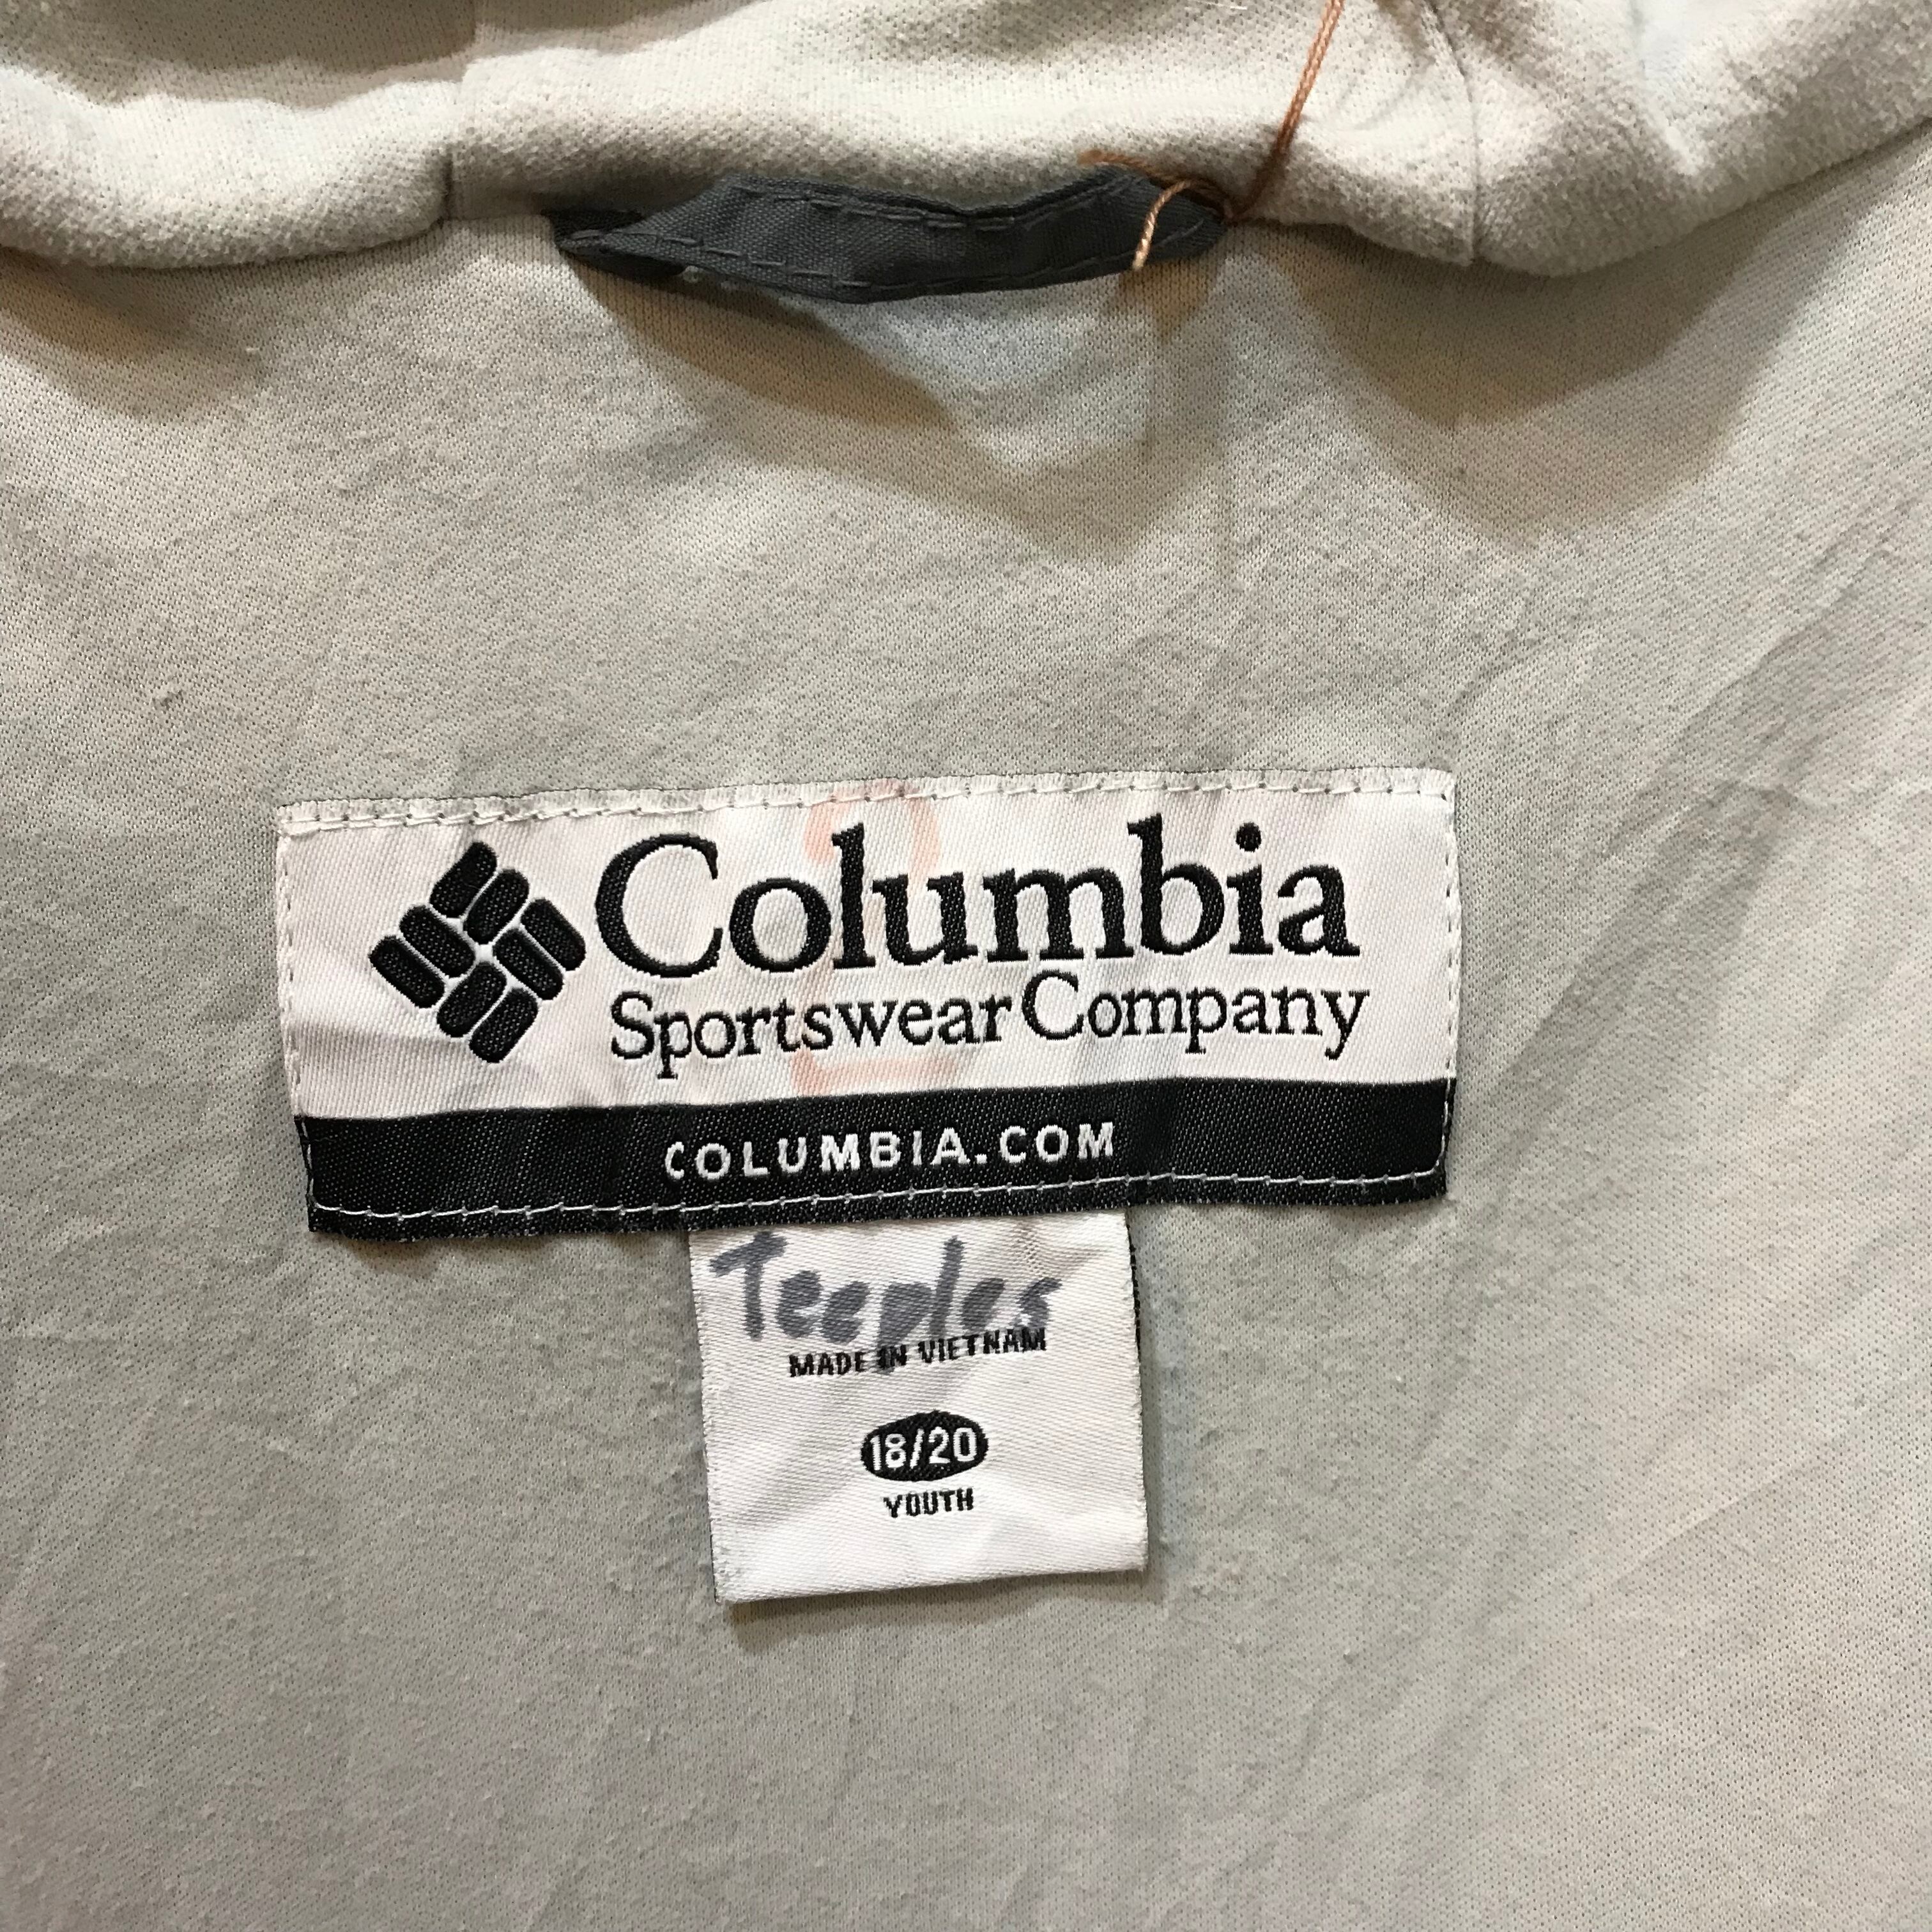 Columbia
Sportswear Company
COLUMBIA.COM
Teeples
MADE IN VIETNAM
18/20
YOUTH